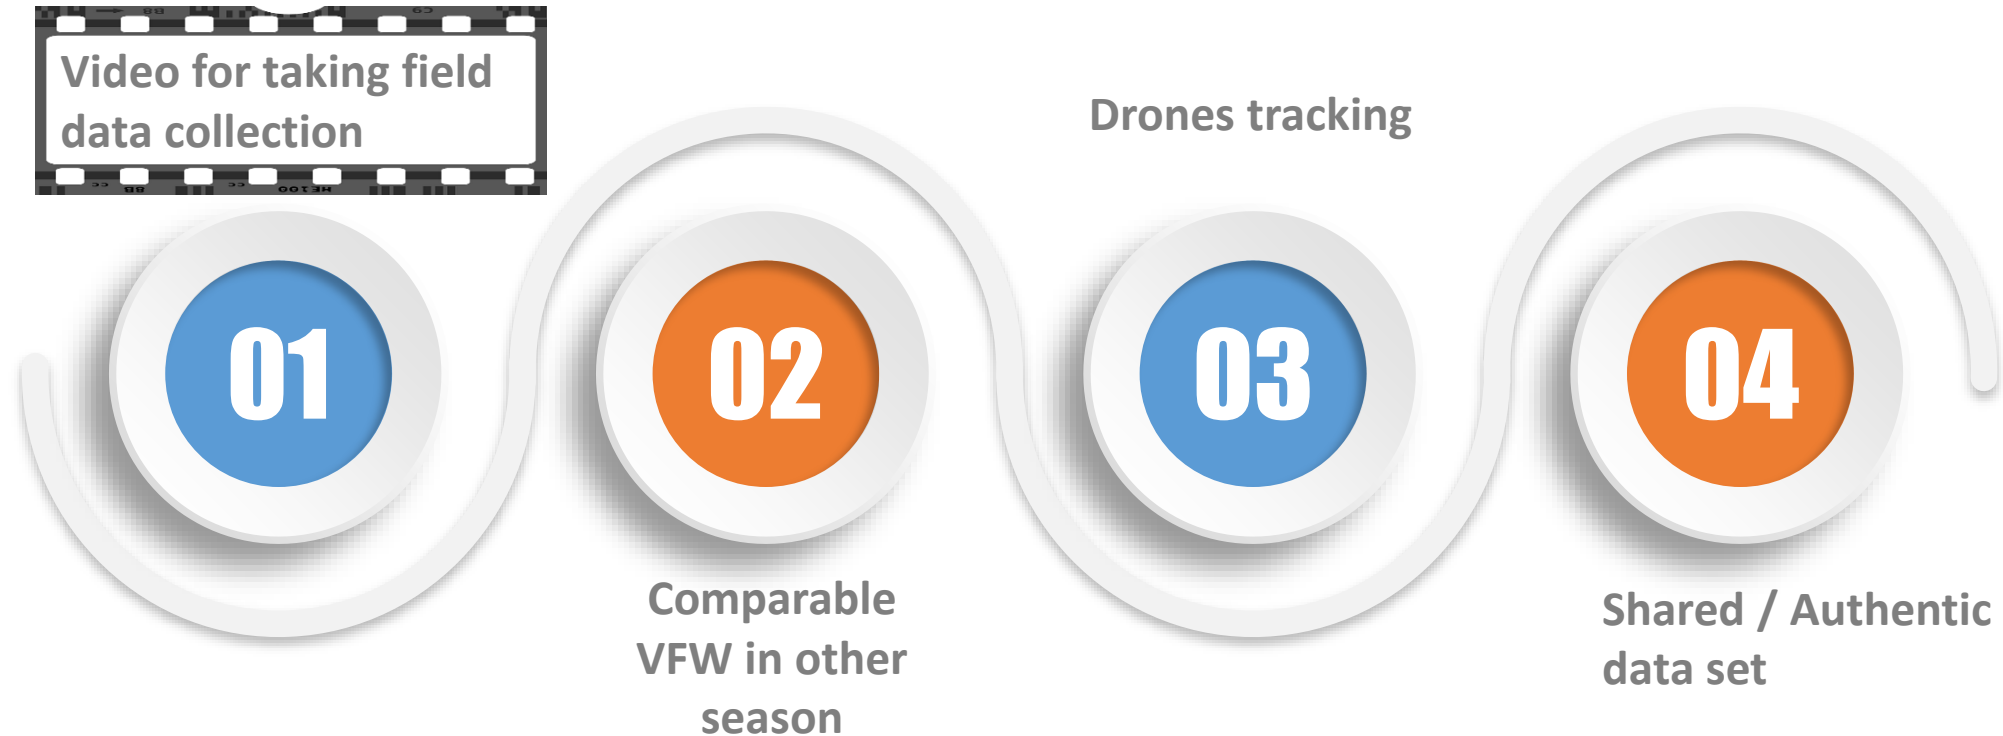 Video for taking field
data collection
Drones tracking
01
02
03
04
Comparable
VFW in other
season
Shared / Authentic
data set